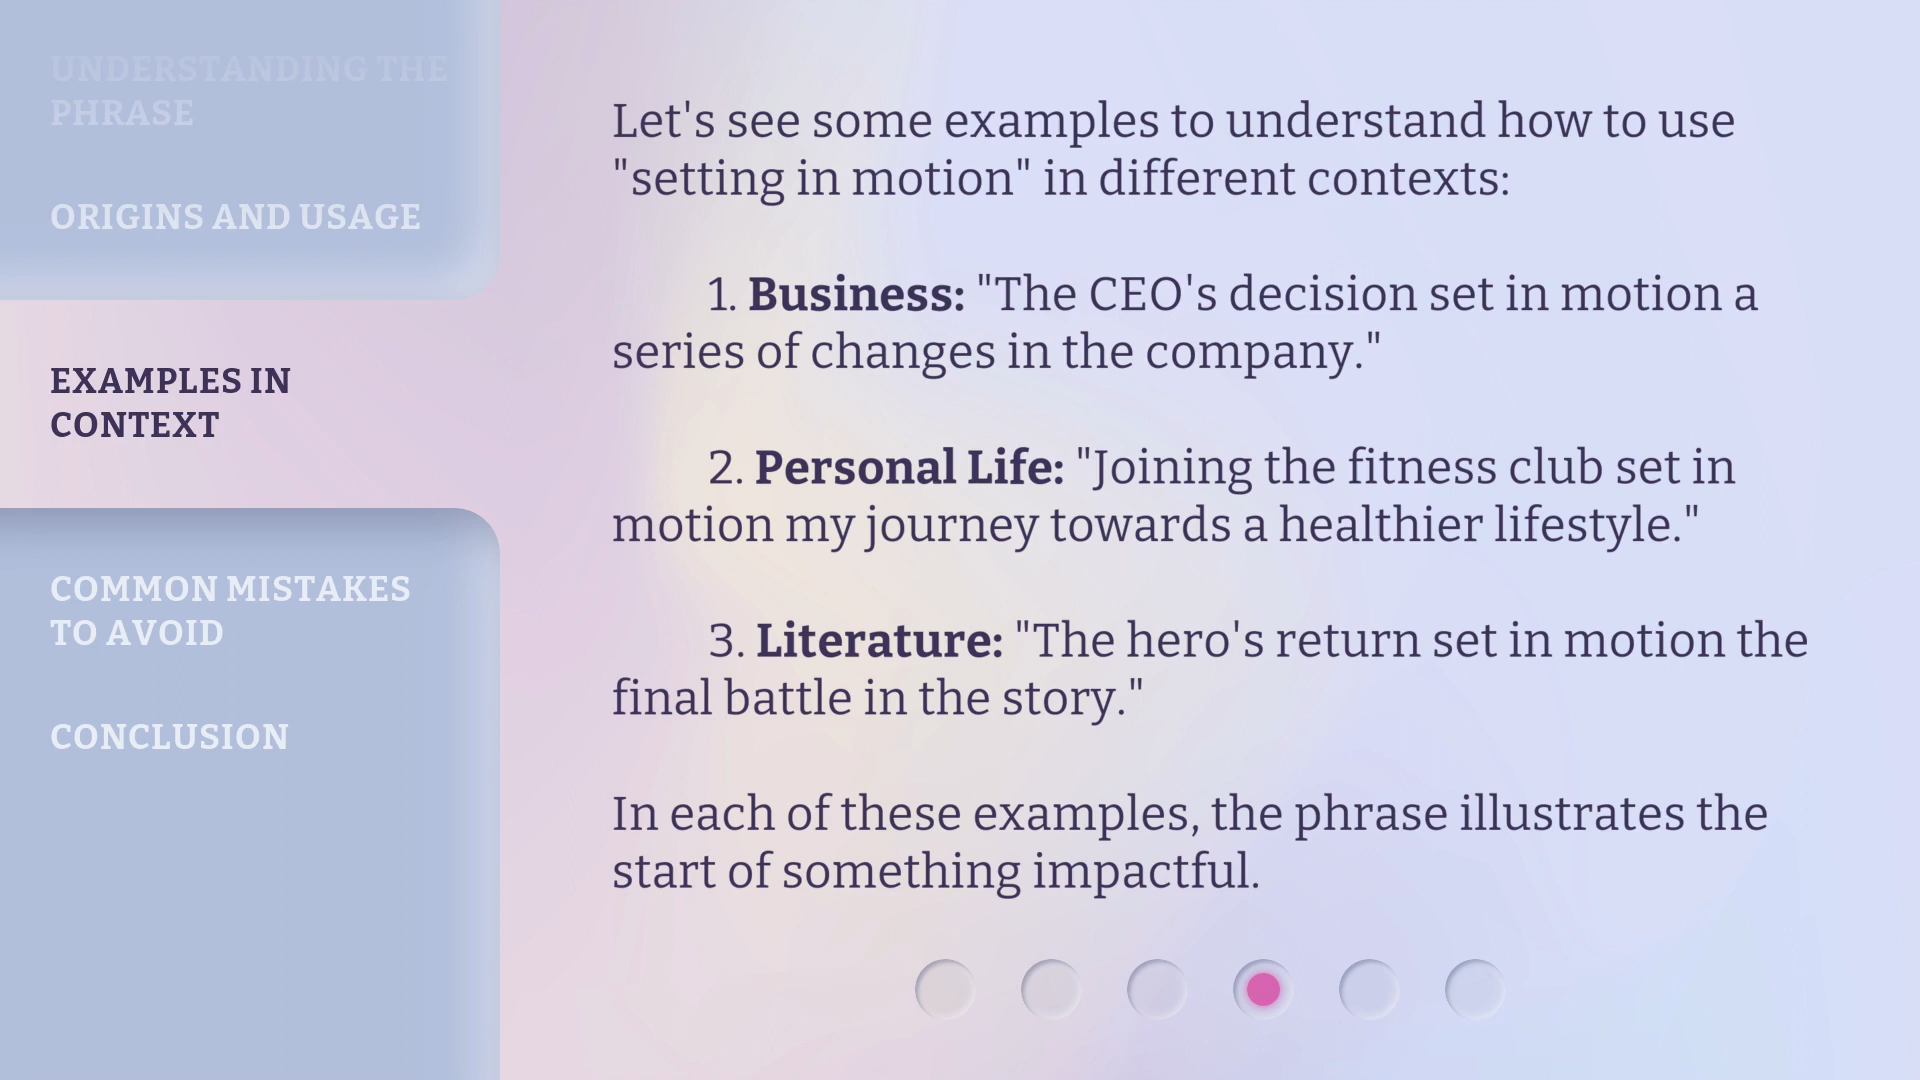 UNDERSTANDING THE
PHRASE
ORIGINS AND USAGE
EXAMPLES IN
CONTEXT
COMMON MISTAKES
TO AVOID
CONCLUSION
Let's see some examples to understand how to use
"setting in motion" in different contexts:
1. Business: "The CEO's decision set in motion a
series of changes in the company."
2. Personal Life: "Joining the fitness club set in
motion my journey towards a healthier lifestyle."
3. Literature: "The hero's return set in motion the
final battle in the story."
In each of these examples, the phrase illustrates the
start of something impactful.